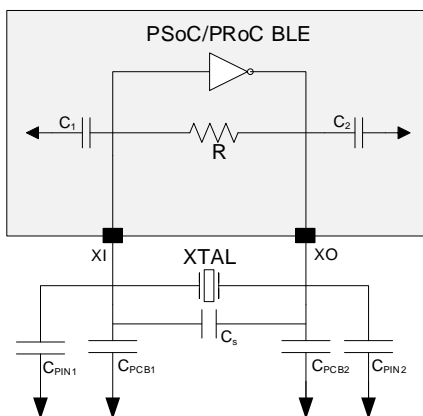 PSoC/PRoC BLE
C1
C2
R
XI
XO
XTAL
Cs
CPIN1
CPCB1
CPCB2
CPIN2